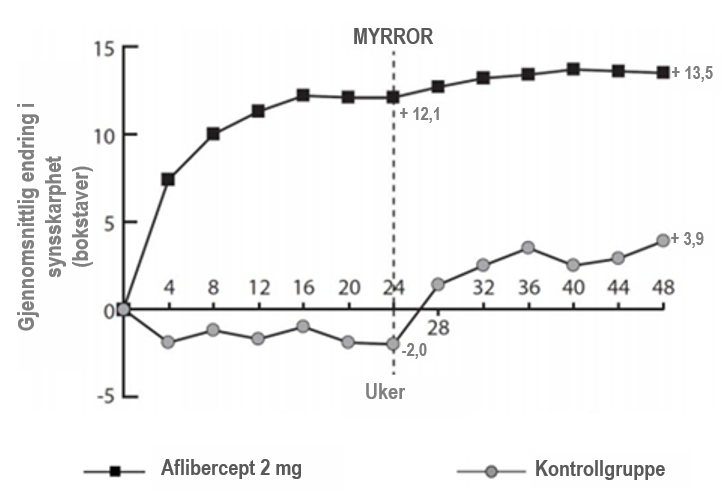 MYRROR
15
10
5
0
-5
Gjennomsnittlig endring i
synsskarphet
(bokstaver)
+ 13,5
+ 12,1
+ 3,9
4 8 12 16 20 24 32 36 40 44 48
28
-2,0
Uker
Aflibercept 2 mg
Kontrollgruppe